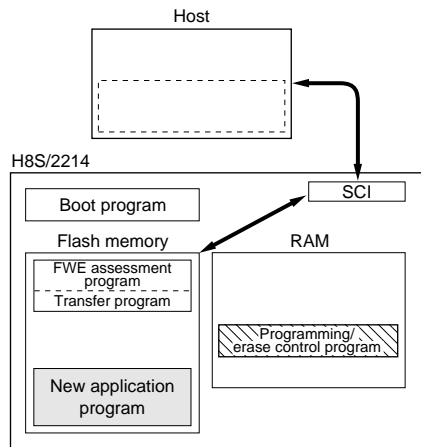 Host
H8S/2214
SCI
Boot program
Flash memory
RAM
FWE assessment
program
Transfer program
Programming/
erase control program
New application
program